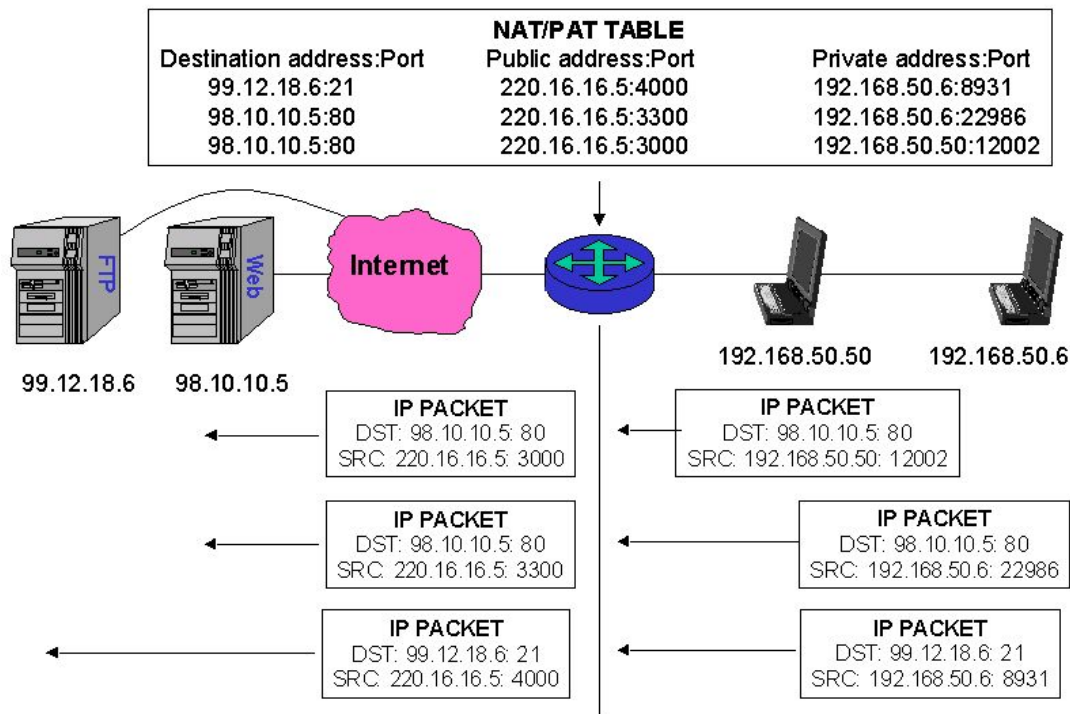 NAT/PAT TABLE
Destination address:Port Public address:Port Private address:Port
99.12.18.6:21 220.16.16.5:4000 192.168.50.6:8931
98.10.10.5:80 220.16.16.5:3300 192.168.50.6:22986
98.10.10.5:80 220.16.16.5:3000 192.168.50.50:12002
FTP
Web
Internet
99.12.18.6
98.10.10.5
192.168.50.50
192.168.50.6
IP PACKET
DST: 98.10.10.5: 80
SRC: 220.16.16.5: 3000
IP PACKET
DST: 98.10.10.5: 80
SRC: 192.168.50.50: 12002
IP PACKET
DST: 98.10.10.5: 80
SRC: 220.16.16.5: 3300
IP PACKET
DST: 98.10.10.5: 80
SRC: 192.168.50.6: 22986
IP PACKET
DST: 99.12.18.6: 21
SRC: 220.16.16.5: 4000
IP PACKET
DST: 99.12.18.6: 21
SRC: 192.168.50.6: 8931